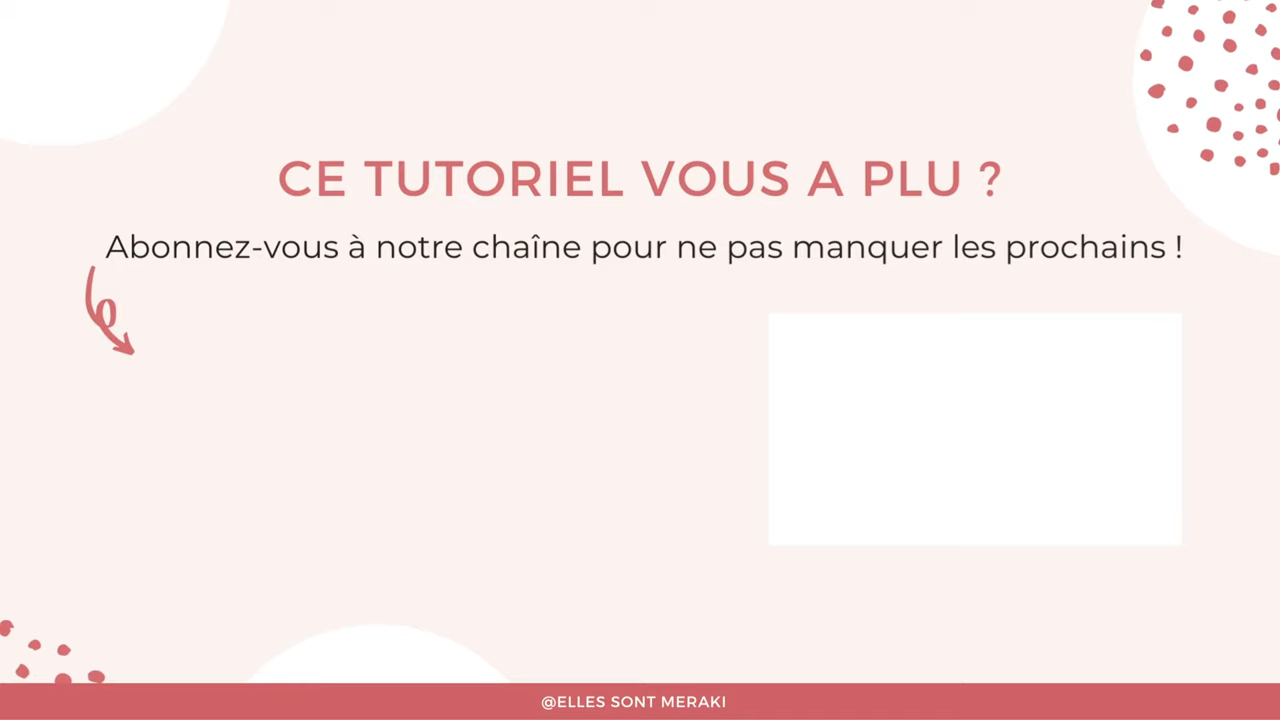 CE TUTORIEL VOUS A PLU ?
Abonnez-vous à notre chaîne pour ne pas manquer les prochains !
@ELLES SONT MERAKI